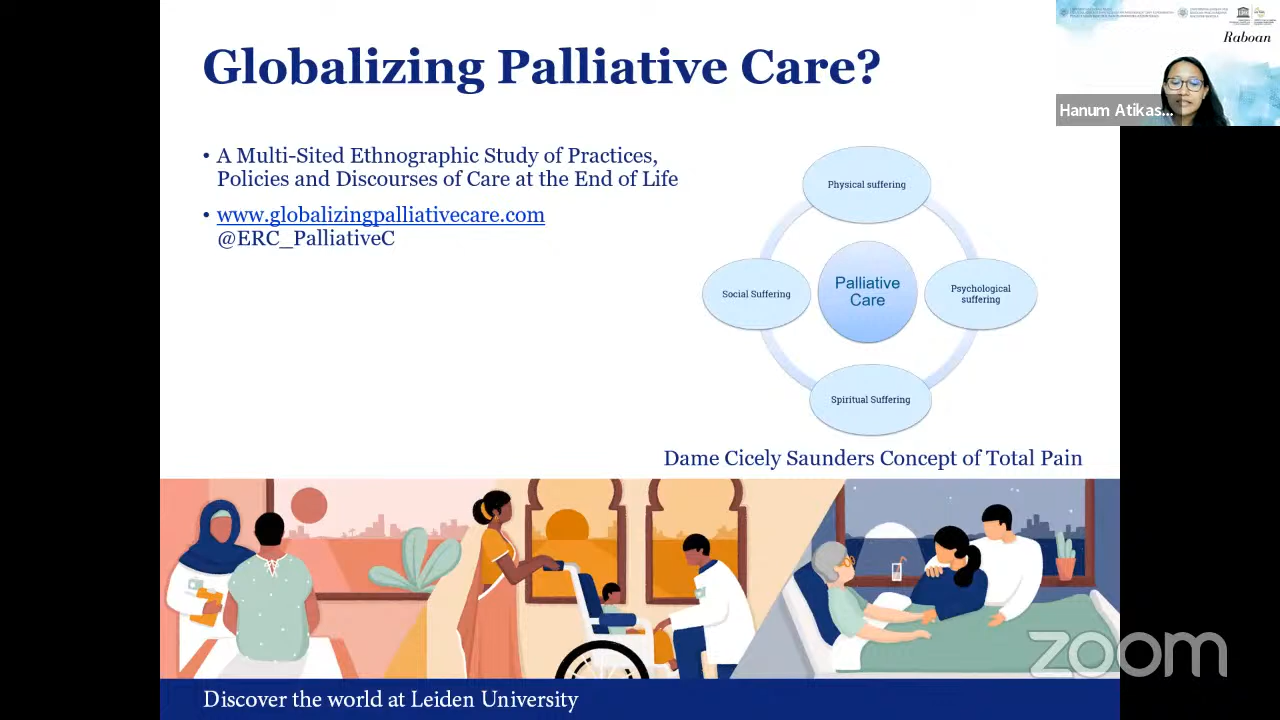 Globalizing Palliative Care?
Raboan
Hanum Atikas...
• A Multi-Sited Ethnographic Study of Practices,
Policies and Discourses of Care at the End of Life
• www.globalizingpalliativecare.com
@ERC_PalliativeC
Physical suffering
Social Suffering
Palliative
Care
Psychological
suffering
Spiritual Suffering
Dame Cicely Saunders Concept of Total Pain
zoom
Discover the world at Leiden University